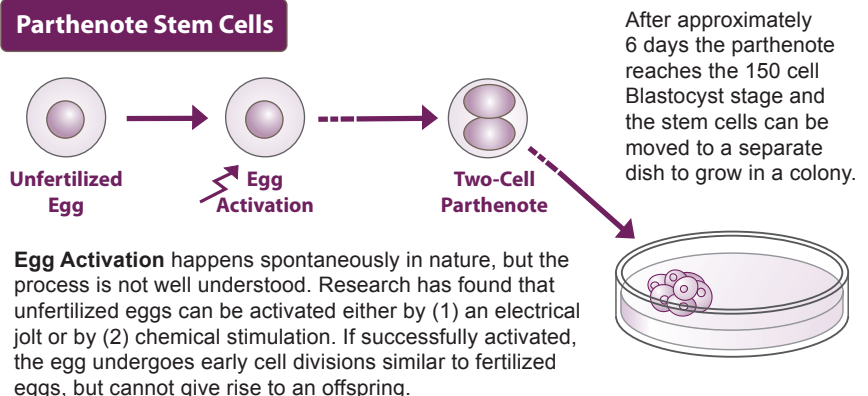 Parthenote Stem Cells
After approximately
6 days the parthenote
reaches the 150 cell
Blastocyst stage and
the stem cells can be
moved to a separate
dish to grow in a colony.
Unfertilized
Egg
Egg
Activation
Two-Cell
Parthenote
Egg Activation happens spontaneously in nature, but the
process is not well understood. Research has found that
unfertilized eggs can be activated either by (1) an electrical
jolt or by (2) chemical stimulation. If successfully activated,
the egg undergoes early cell divisions similar to fertilized
eggs, but cannot give rise to an offspring.